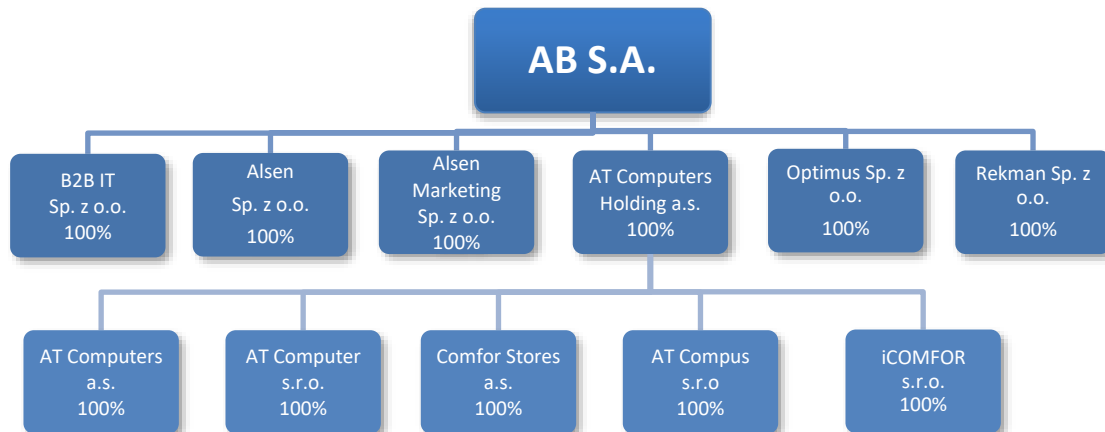 AB S.A.
B2B IT
Sp. z o.o.
100%
Alsen
Sp. z o.o.
100%
Alsen
Marketing
Sp. z o.o.
100%
AT Computers
Holding a.s.
100%
Optimus Sp. z
o.o.
100%
Rekman Sp. z
o.o.
100%
AT Computers
a.s.
100%
AT Computer
s.r.o.
100%
Comfor Stores
a.s.
100%
AT Compus
s.r.o
100%
iCOMFOR
s.r.o.
100%